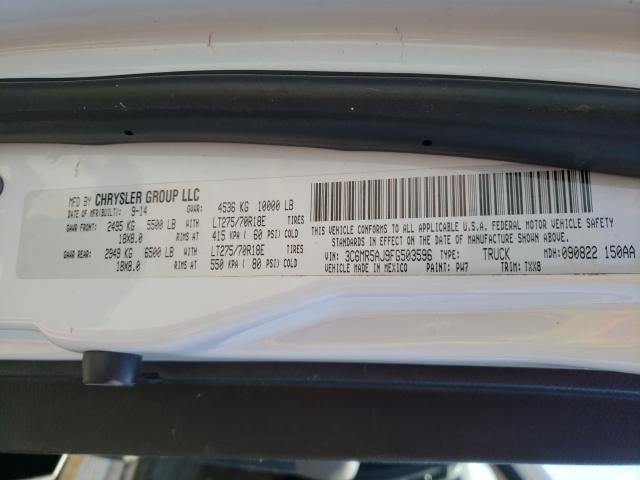 MFD BY CHRYSLER GROUP LLC
DATE OF MFR(BUILT): 9-14 GVWR: 4536 KG 10000 LB
GAWR FRONT: 2495 KG 5500 LB LT275/70R18E TIRES
18X8.0 RIMS 415 KPA ( 60 PSI) COLD
GAWR REAR: 2949 KG 6500 LB LT275/70R18E TIRES
18X8.0 RIMS 550 KPA ( 80 PSI) COLD
THIS VEHICLE CONFORMS TO ALL APPLICABLE U.S.A. FEDERAL MOTOR VEHICLE SAFETY
STANDARDS IN EFFECT ON THE DATE OF MANUFACTURE SHOWN ABOVE.
VIN: 3C6MR5AJ9FG503596 TYPE: TRUCK MDH: 090822 150AA
VEHICLE MADE IN MEXICO PAINT: PW7 TRIM: TXX8